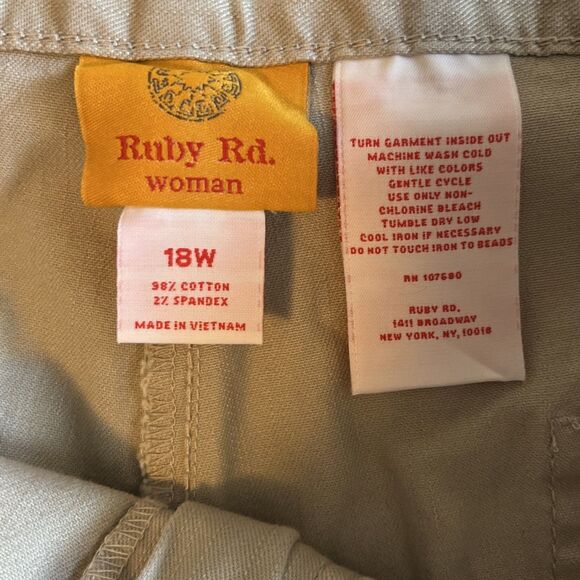 Ruby Rd.
woman
18W
98% COTTON
2% SPANDEX
MADE IN VIETNAM
TURN GARMENT INSIDE OUT
MACHINE WASH COLD
WITH LIKE COLORS
GENTLE CYCLE
USE ONLY NON-
CHLORINE BLEACH
TUMBLE DRY LOW
COOL IRON IF NECESSARY
DO NOT TOUCH IRON TO BEADS
RN 107690
RUBY RD.
1411 BROADWAY
NEW YORK, NY, 10018